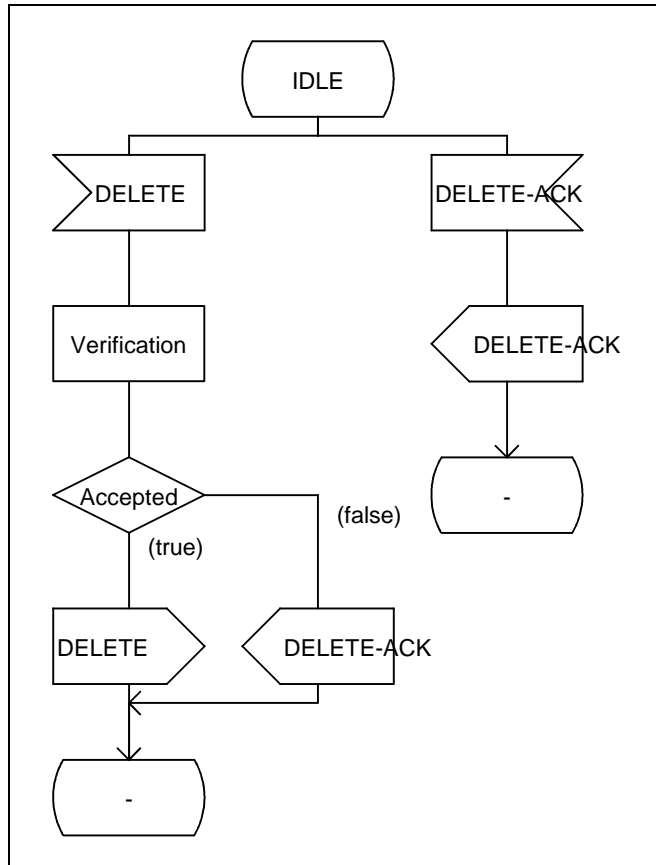 IDLE
DELETE
DELETE-ACK
Verification
DELETE-ACK
Accepted
(true)
(false)
-
DELETE
DELETE-ACK
-